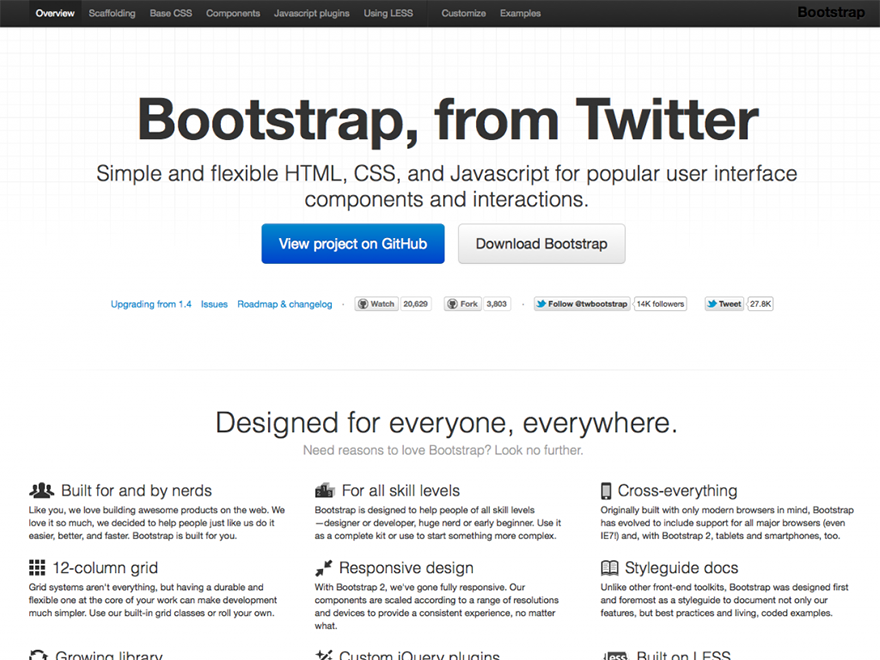 Overview Scaffolding Base CSS Components Javascript plugins Using LESS Customize Examples Bootstrap
Bootstrap, from Twitter
Simple and flexible HTML, CSS, and Javascript for popular user interface
components and interactions.
View project on GitHub Download Bootstrap
Upgrading from 1.4 Issues Roadmap & changelog · Watch 20,629 Fork 3,803 · Follow @twbootstrap 14K followers Tweet 27.8K
Designed for everyone, everywhere.
Need reasons to love Bootstrap? Look no further.
Built for and by nerds
Like you, we love building awesome products on the web. We
love it so much, we decided to help people just like us do it
easier, better, and faster. Bootstrap is built for you.
For all skill levels
Bootstrap is designed to help people of all skill levels
—designer or developer, huge nerd or early beginner. Use it
as a complete kit or use to start something more complex.
Cross-everything
Originally built with only modern browsers in mind, Bootstrap
has evolved to include support for all major browsers (even
IE7!) and, with Bootstrap 2, tablets and smartphones, too.
12-column grid
Grid systems aren't everything, but having a durable and
flexible one at the core of your work can make development
much simpler. Use our built-in grid classes or roll your own.
Responsive design
With Bootstrap 2, we've gone fully responsive. Our
components are scaled according to a range of resolutions
and devices to provide a consistent experience, no matter
what.
Styleguide docs
Unlike other front-end toolkits, Bootstrap was designed first
and foremost as a styleguide to document not only our
features, but best practices and living, coded examples.
Growing library
Custom jQuery plugins
Built on LESS